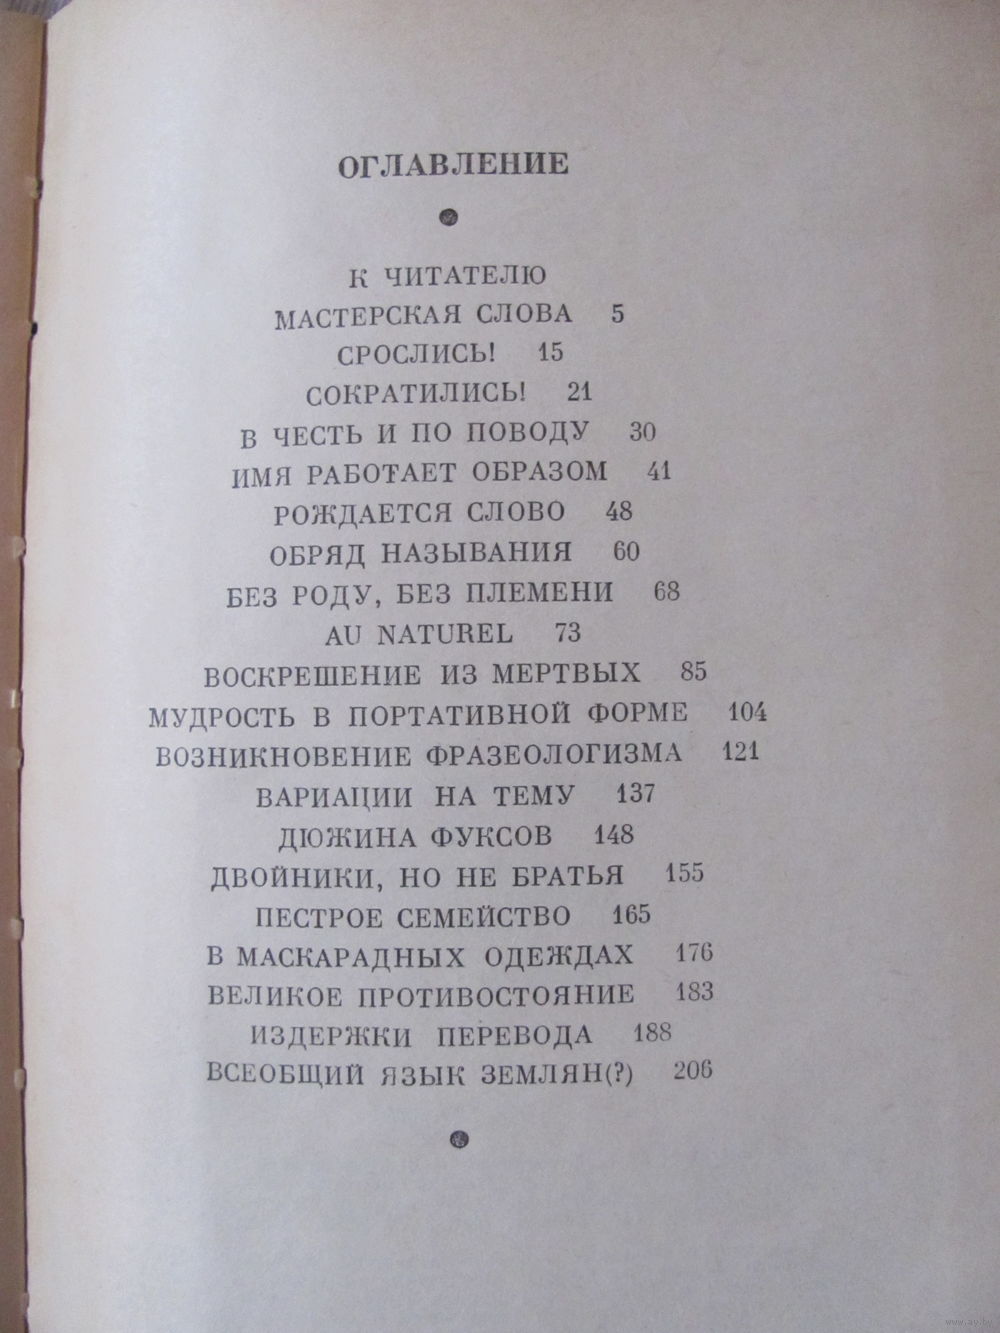 ОГЛАВЛЕНИЕ
К ЧИТАТЕЛЮ
МАСТЕРСКАЯ СЛОВА 5
СРОСЛИСЬ! 15
СОКРАТИЛИСЬ! 21
В ЧЕСТЬ И ПО ПОВОДУ 30
ИМЯ РАБОТАЕТ ОБРАЗОМ 41
РОЖДАЕТСЯ СЛОВО 48
ОБРЯД НАЗЫВАНИЯ 60
БЕЗ РОДУ, БЕЗ ПЛЕМЕНИ 68
AU NATUREL 73
ВОСКРЕШЕНИЕ ИЗ МЕРТВЫХ 85
МУДРОСТЬ В ПОРТАТИВНОЙ ФОРМЕ 104
ВОЗНИКНОВЕНИЕ ФРАЗЕОЛОГИЗМА 121
ВАРИАЦИИ НА ТЕМУ 137
ДЮЖИНА ФУКСОВ 148
ДВОЙНИКИ, НО НЕ БРАТЬЯ 155
ПЕСТРОЕ СЕМЕЙСТВО 165
В МАСКАРАДНЫХ ОДЕЖДАХ 176
ВЕЛИКОЕ ПРОТИВОСТОЯНИЕ 183
ИЗДЕРЖКИ ПЕРЕВОДА 188
ВСЕОБЩИЙ ЯЗЫК ЗЕМЛЯН(?) 206
www.ay.by